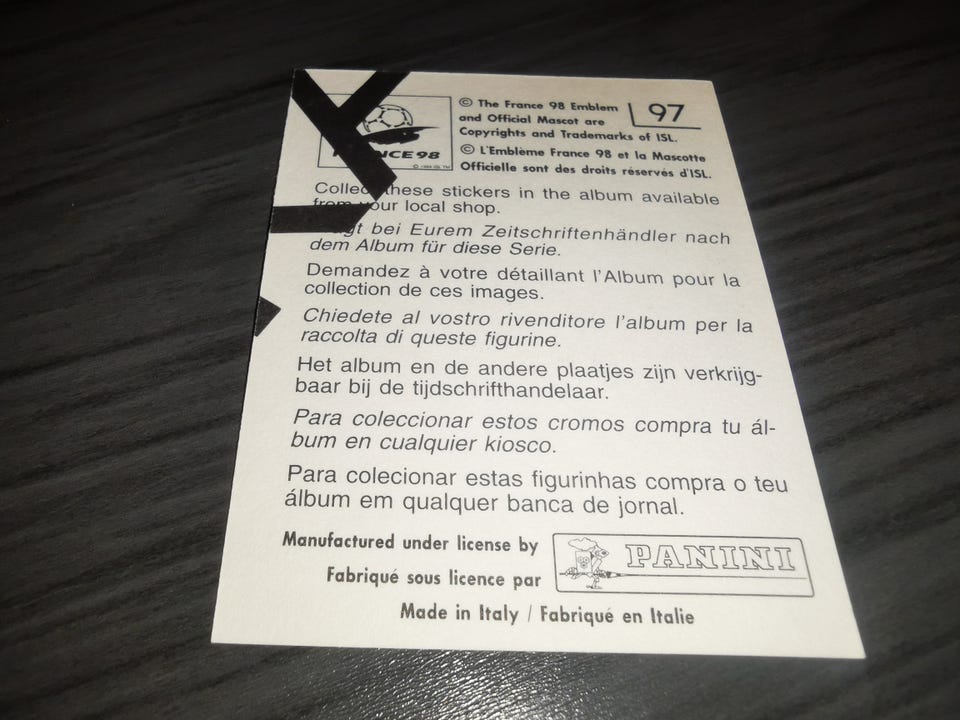 © The France 98 Emblem
and Official Mascot are
Copyrights and Trademarks of ISL.
97
© L'Emblème France 98 et la Mascotte
Officielle sont des droits réservés d'ISL.
98
these stickers in the album available
your local shop.
bei Eurem Zeitschriftenhändler nach
dem Album für diese Serie.
Demandez à votre détaillant l'Album pour la
collection de ces images.
Chiedete al vostro rivenditore l'album per la
raccolta di queste figurine.
Het album en de andere plaatjes zijn verkrijg-
baar bij de tijdschrifthandelaar.
Para coleccionar estos cromos compra tu ál-
bum en cualquier kiosco.
Para colecionar estas figurinhas compra o teu
álbum em qualquer banca de jornal.
Manufactured under license by
Fabriqué sous licence par
PANINI
Made in Italy / Fabriqué en Italie